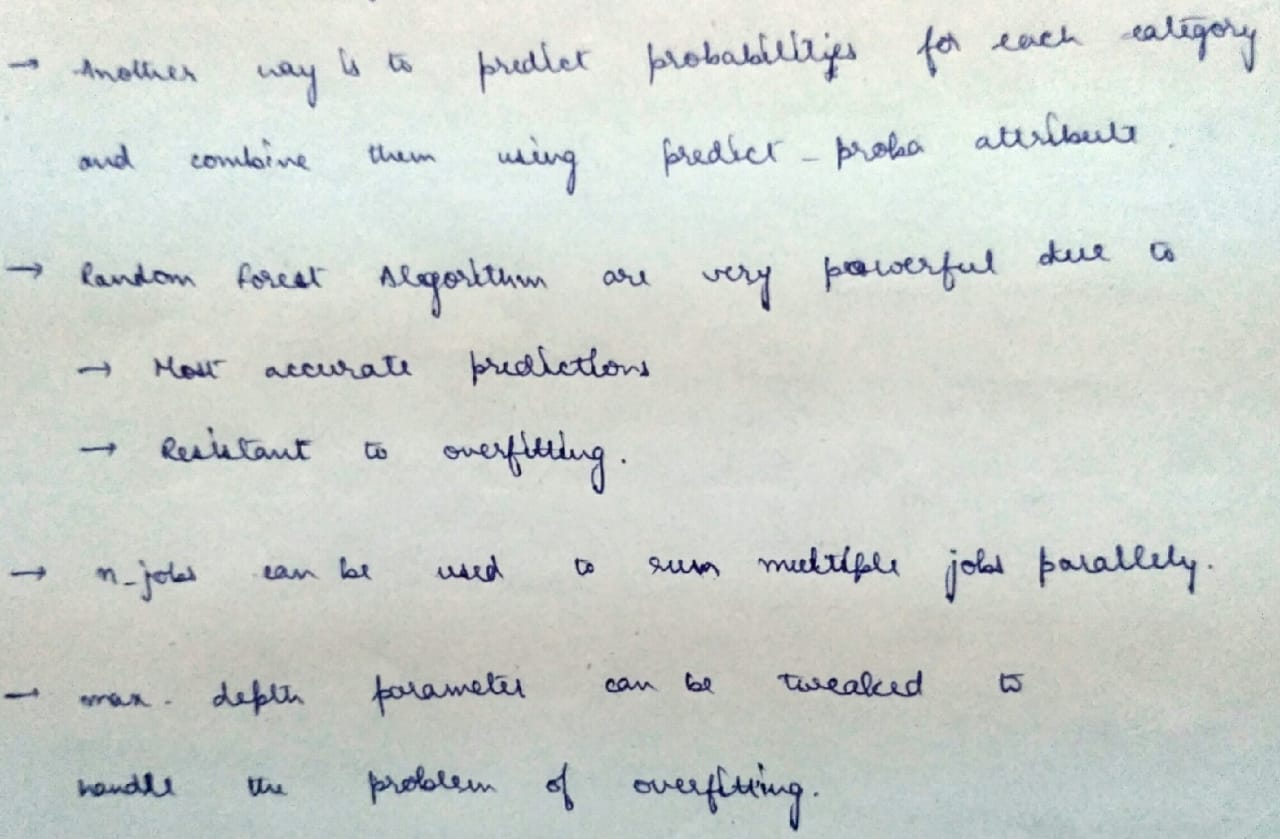 → Another way is to predict probabilities for each category
and combine them using predict_proba attribute.
→ Random Forest Algorithm are very powerful due to
→ Most accurate predictions
→ Resistant to overfitting.
→ n_jobs can be used to run multiple jobs parallely.
→ max_depth parameter can be tweaked to
handle the problem of overfitting.